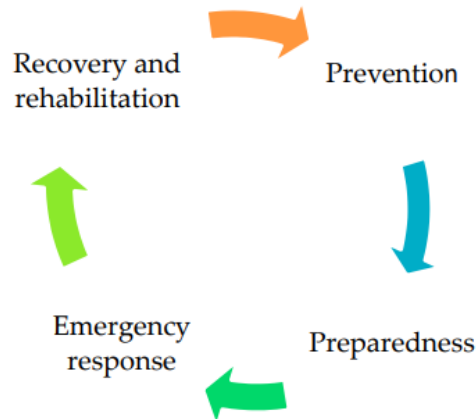 Recovery and
rehabilitation
Prevention
Preparedness
Emergency
response